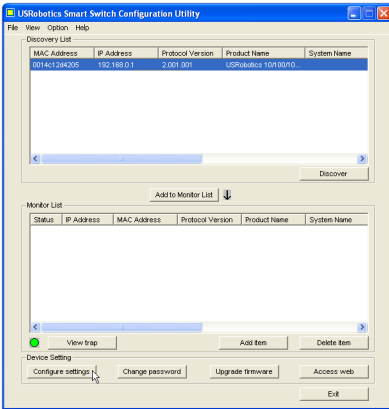 USRobotics Smart Switch Configuration Utility
File View Option Help
Discovery List
MAC Address IP Address Protocol Version Product Name System Name
0014c12d4205 192.168.0.1 2.001.001 USRobotics 10/100/10...
Discover
Add to Monitor List
Monitor List
Status IP Address MAC Address Protocol Version Product Name System Name
View trap Add item Delete item
Device Setting
Configure settings Change password Upgrade firmware Access web
Exit